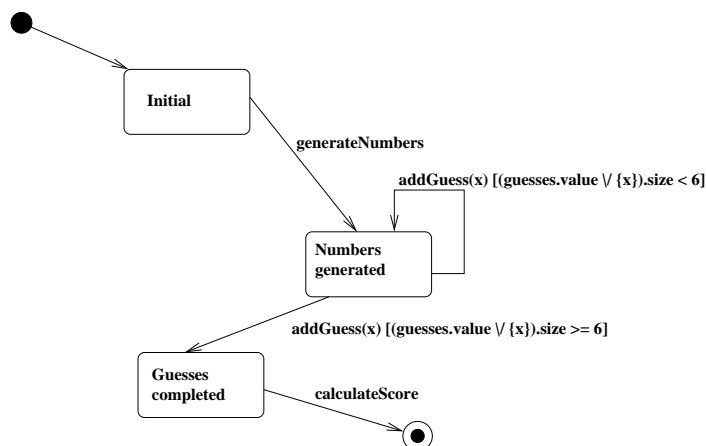 Initial
generateNumbers
addGuess(x) [(guesses.value \/ {x}).size < 6]
Numbers
generated
addGuess(x) [(guesses.value \/ {x}).size >= 6]
Guesses
completed
calculateScore